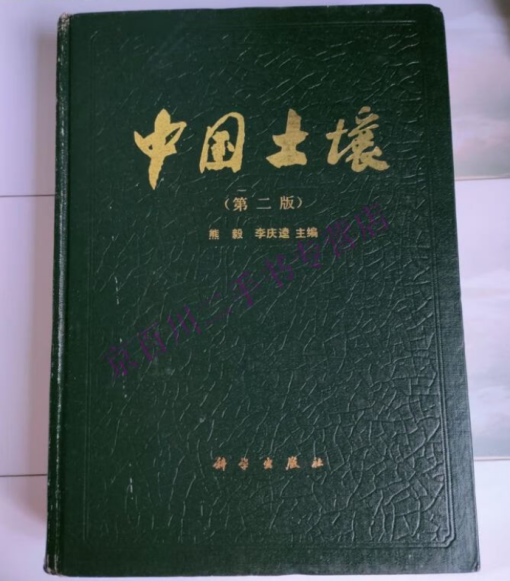 中国土壤
(第二版)
熊 毅 李庆逵 主编
科学出版社